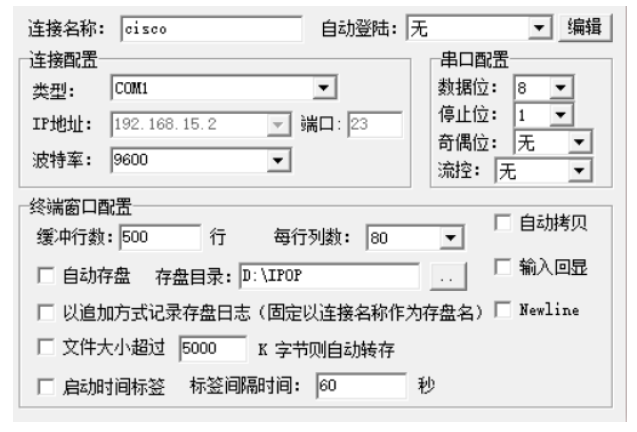 连接名称: cisco 自动登陆: 无 编辑
连接配置
类型: COM1
IP地址: 192.168.15.2 端口: 23
波特率: 9600
串口配置
数据位: 8
停止位: 1
奇偶位: 无
流控: 无
终端窗口配置
缓冲行数: 500 行 每行列数: 80 自动拷贝
自动存盘 存盘目录: D:\IPOP .. 输入回显
以追加方式记录存盘日志（固定以连接名称作为存盘名） Newline
文件大小超过 5000 K 字节则自动转存
启动时间标签 标签间隔时间: 60 秒